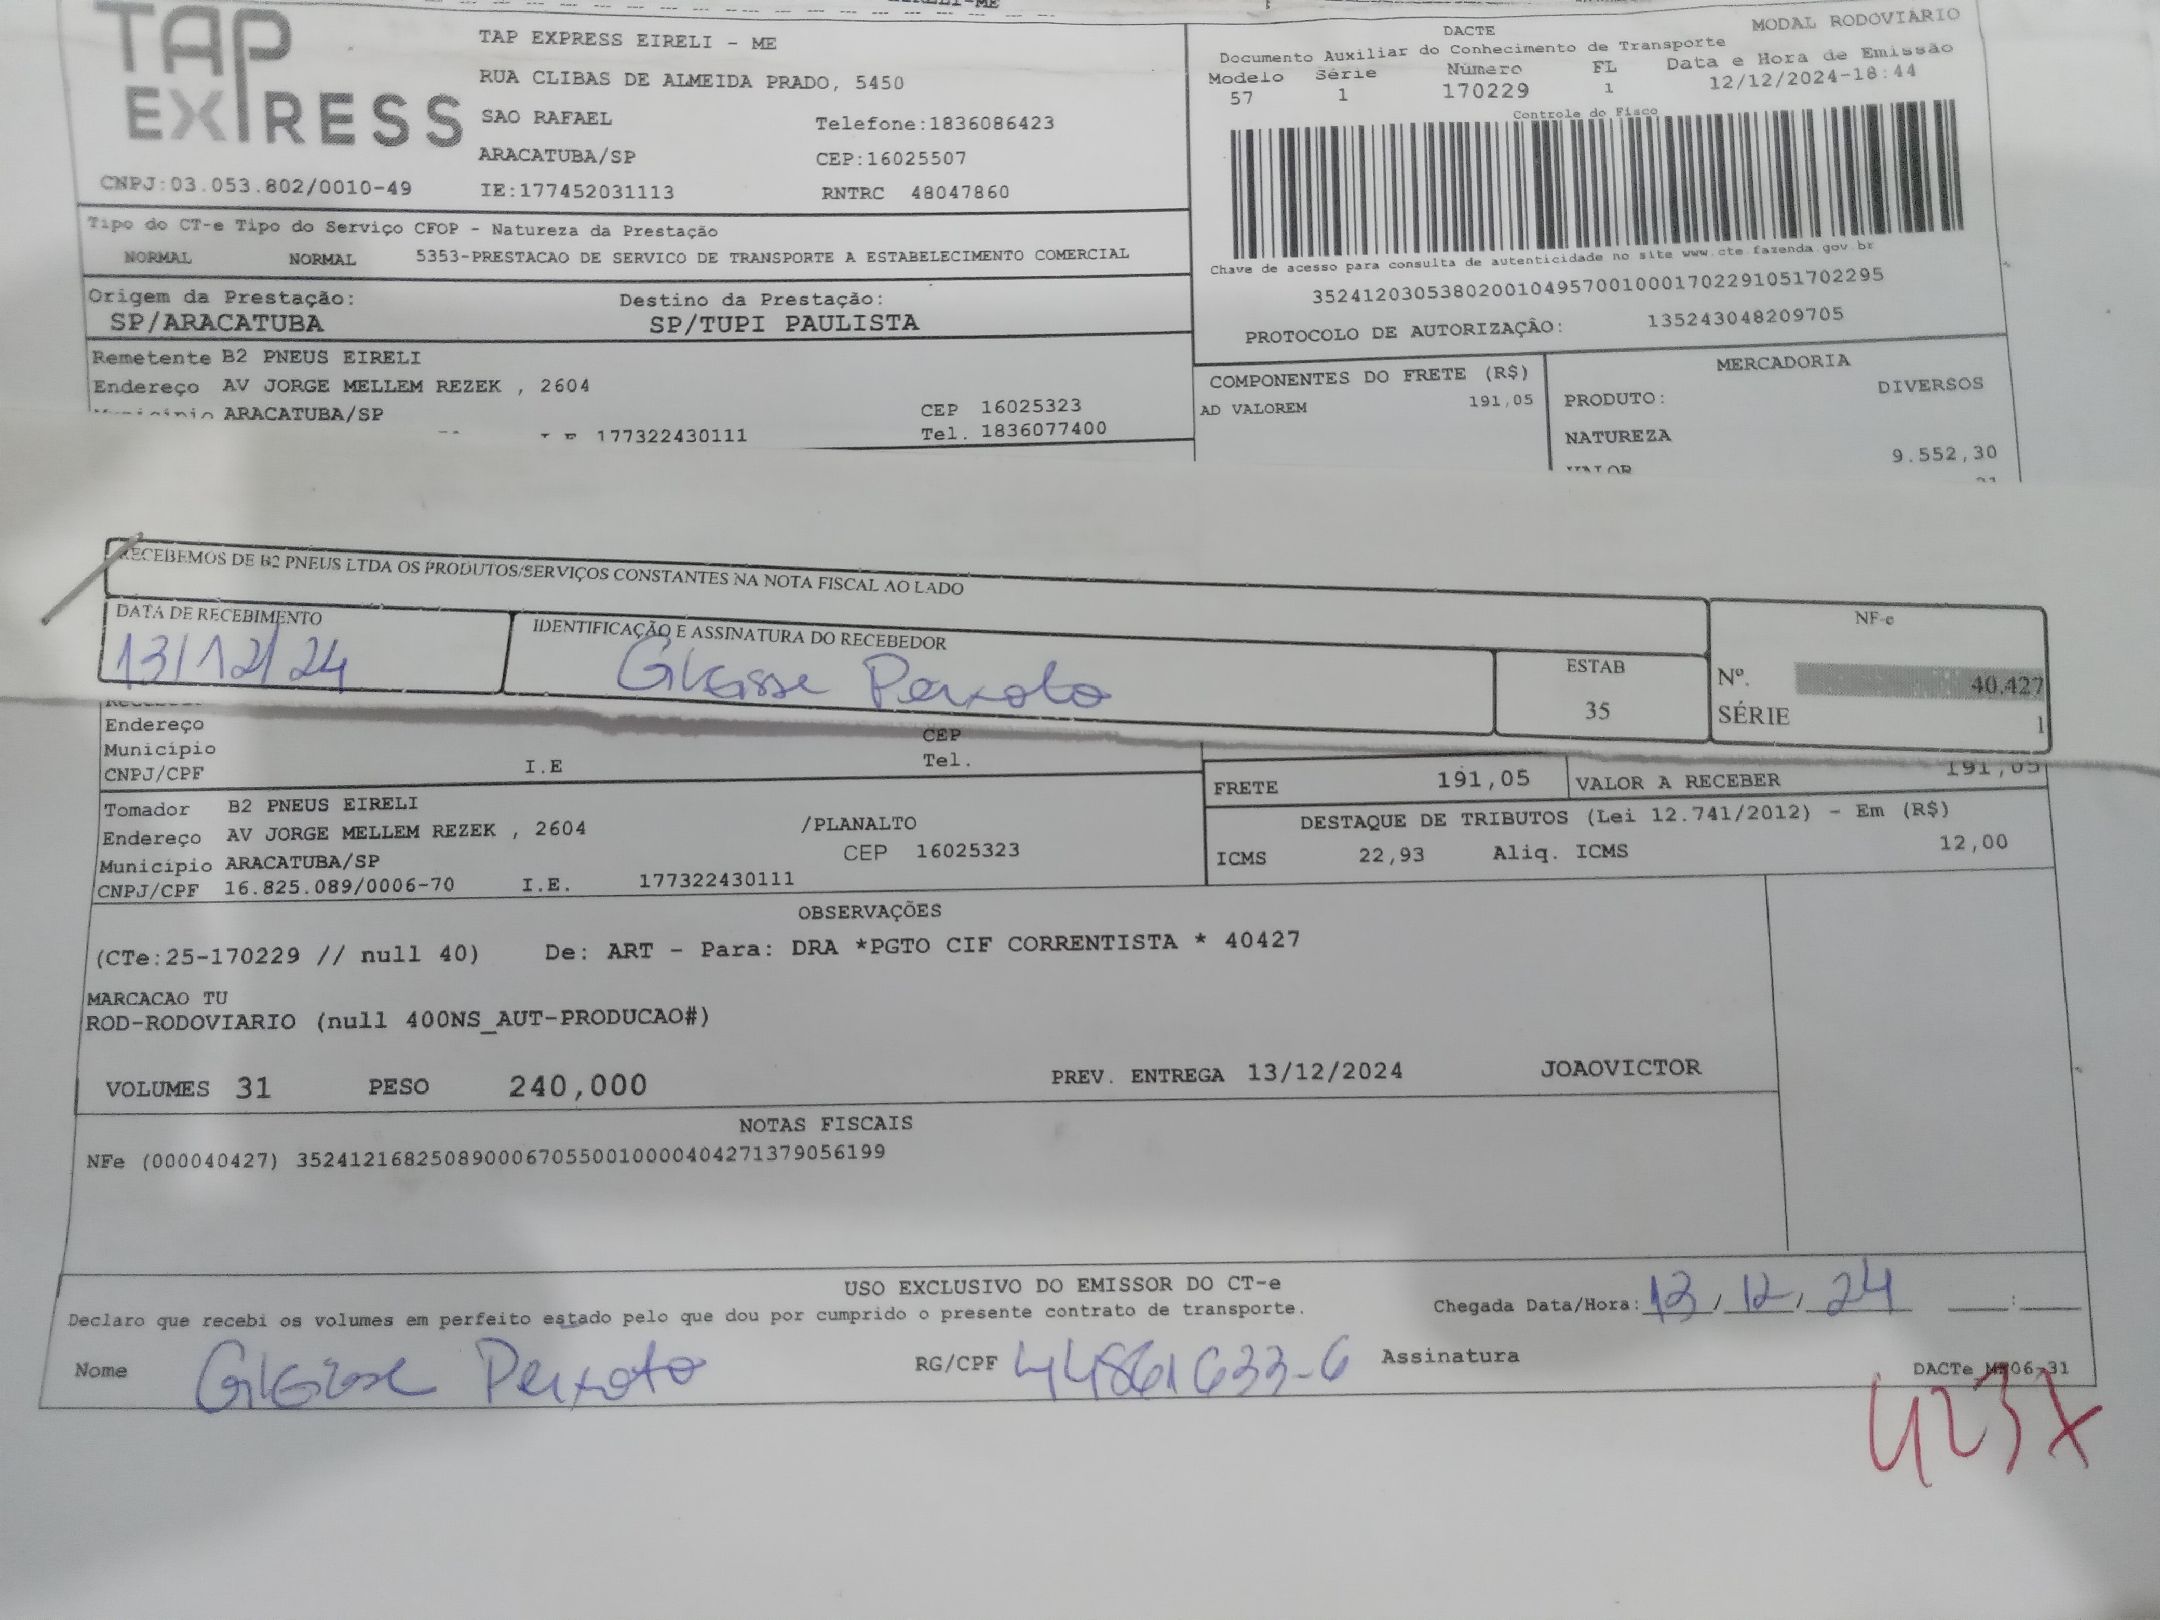 TAP EXPRESS
TAP EXPRESS EIRELI - ME
RUA CLIBAS DE ALMEIDA PRADO, 5450
SAO RAFAEL Telefone:1836086423
ARACATUBA/SP CEP:16025507
CNPJ:03.053.802/0010-49 IE:177452031113 RNTRC 48047860
DACTE MODAL RODOVIÁRIO
Documento Auxiliar do Conhecimento de Transporte
Modelo Série Número FL Data e Hora de Emissão
57 1 170229 1 12/12/2024-18:44
Controle do Fisco
Chave de acesso para consulta de autenticidade no site www.cte.fazenda.gov.br
35241203053802001049570010001702291051702295
PROTOCOLO DE AUTORIZAÇÃO: 135243048209705
Tipo do CT-e Tipo do Serviço CFOP - Natureza da Prestação
NORMAL NORMAL 5353-PRESTACAO DE SERVICO DE TRANSPORTE A ESTABELECIMENTO COMERCIAL
Origem da Prestação: Destino da Prestação:
SP/ARACATUBA SP/TUPI PAULISTA
Remetente B2 PNEUS EIRELI
Endereço AV JORGE MELLEM REZEK , 2604
ARACATUBA/SP CEP 16025323
177322430111 Tel. 1836077400
COMPONENTES DO FRETE (R$)
AD VALOREM 191,05
MERCADORIA
PRODUTO: DIVERSOS
NATUREZA
VALOR 9.552,30
RECEBEMOS DE B2 PNEUS LTDA OS PRODUTOS/SERVIÇOS CONSTANTES NA NOTA FISCAL AO LADO
DATA DE RECEBIMENTO IDENTIFICAÇÃO E ASSINATURA DO RECEBEDOR
13/12/24 Gleisse Peixoto
ESTAB
35
NF-e
Nº. 40.427
SÉRIE 1
Endereço
Município CEP
CNPJ/CPF I.E Tel.
FRETE 191,05 VALOR A RECEBER 191,05
Tomador B2 PNEUS EIRELI
Endereço AV JORGE MELLEM REZEK , 2604 /PLANALTO
Município ARACATUBA/SP CEP 16025323
CNPJ/CPF 16.825.089/0006-70 I.E. 177322430111
DESTAQUE DE TRIBUTOS (Lei 12.741/2012) - Em (R$)
ICMS 22,93 Aliq. ICMS 12,00
OBSERVAÇÕES
(CTe:25-170229 // null 40) De: ART - Para: DRA *PGTO CIF CORRENTISTA * 40427
MARCACAO TU
ROD-RODOVIARIO (null 400NS_AUT-PRODUCAO#)
VOLUMES 31 PESO 240,000 PREV. ENTREGA 13/12/2024 JOAOVICTOR
NOTAS FISCAIS
NFe (000040427) 35241216825089000670550010000404271379056199
USO EXCLUSIVO DO EMISSOR DO CT-e
Declaro que recebi os volumes em perfeito estado pelo que dou por cumprido o presente contrato de transporte. Chegada Data/Hora: 13/12/24 :
Nome Gleisse Peixoto RG/CPF 44861633-6 Assinatura
DACTe